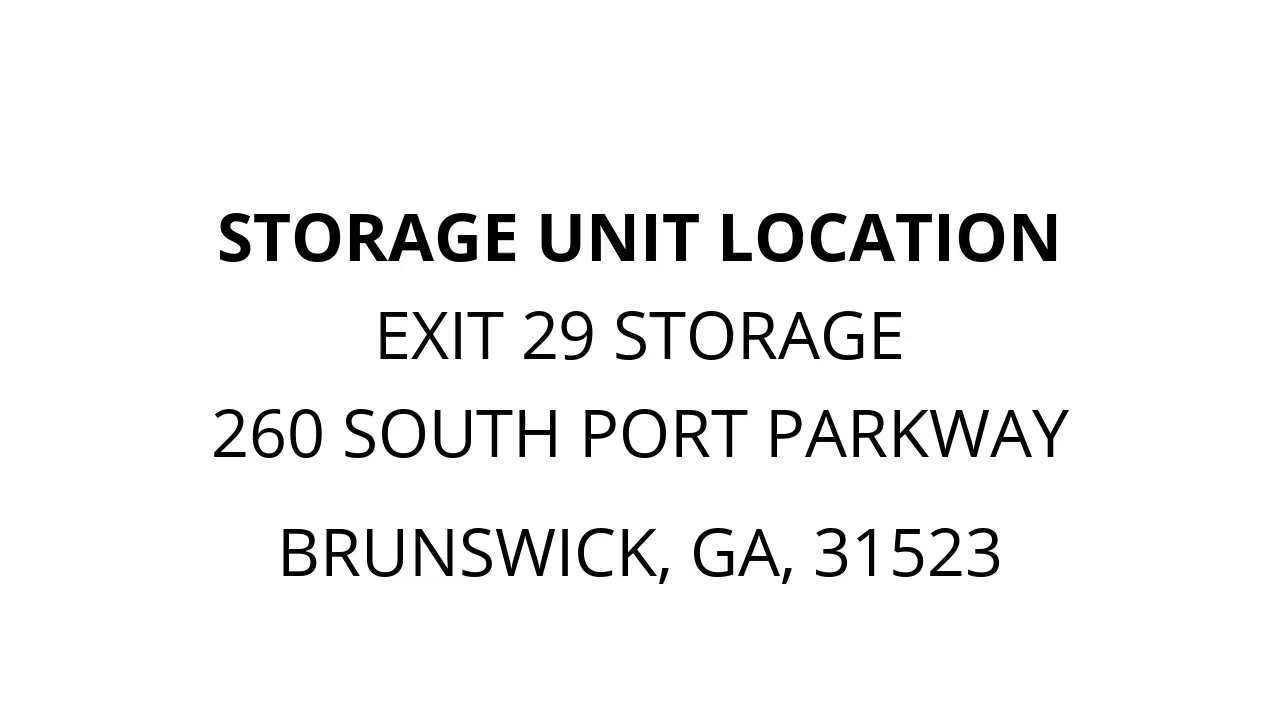 STORAGE UNIT LOCATION
EXIT 29 STORAGE
260 SOUTH PORT PARKWAY
BRUNSWICK, GA, 31523